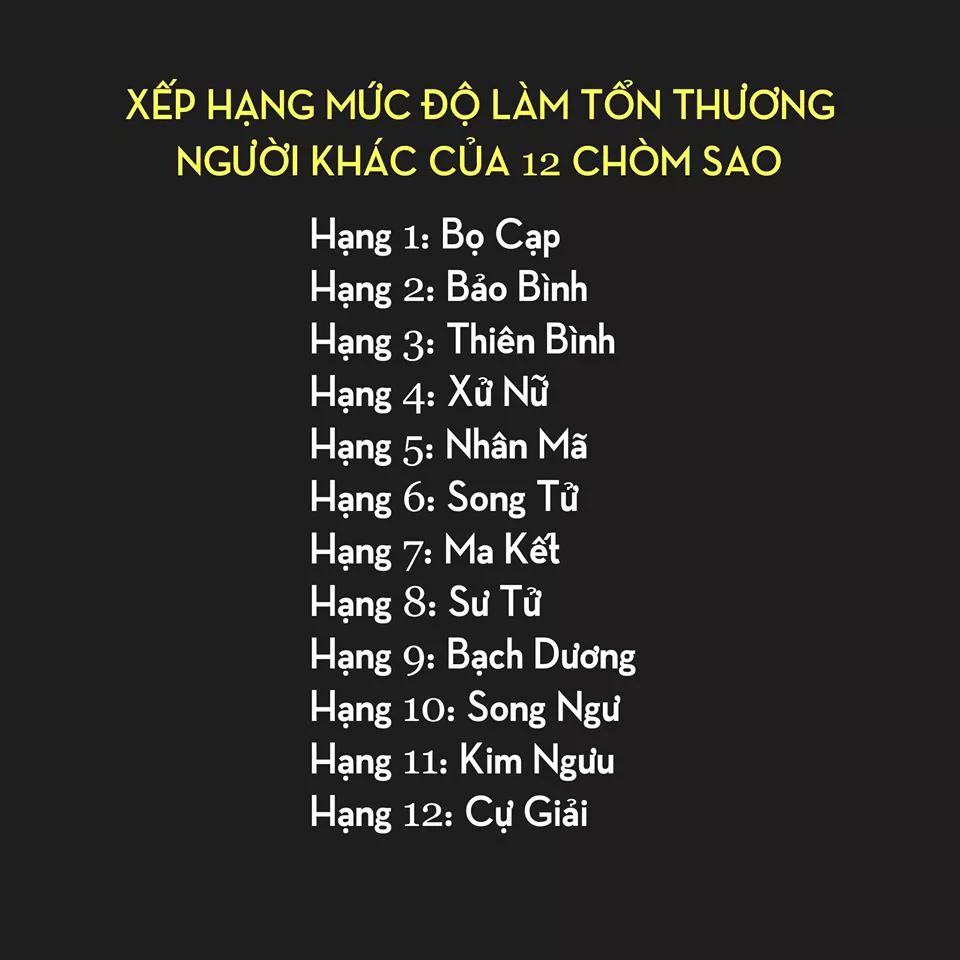 XẾP HẠNG MỨC ĐỘ LÀM TỔN THƯƠNG
NGƯỜI KHÁC CỦA 12 CHÒM SAO
Hạng 1: Bọ Cạp
Hạng 2: Bảo Bình
Hạng 3: Thiên Bình
Hạng 4: Xử Nữ
Hạng 5: Nhân Mã
Hạng 6: Song Tử
Hạng 7: Ma Kết
Hạng 8: Sư Tử
Hạng 9: Bạch Dương
Hạng 10: Song Ngư
Hạng 11: Kim Ngưu
Hạng 12: Cự Giải